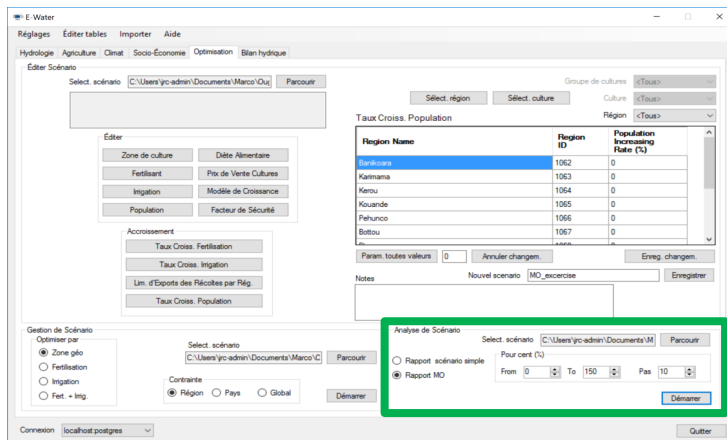 E-Water
Réglages Éditer tables Importer Aide
Hydrologie Agriculture Climat Socio-Économie Optimisation Bilan hydrique
Éditer Scénario
Select. scénario C:\Users\jrc-admin\Documents\Marco\Oug Parcourir
Groupe de cultures <Tous>
Sélect. région Sélect. culture Culture <Tous>
Taux Croiss. Population Région <Tous>
Éditer
Zone de culture Diète Alimentaire
Fertilisant Prix de Vente Cultures
Irrigation Modèle de Croissance
Population Facteur de Sécurité
Accroissement
Taux Croiss. Fertilisation
Taux Croiss. Irrigation
Lim. d'Exports des Récoltes par Rég.
Taux Croiss. Population
Region Name Region ID Population Increasing Rate (%)
Banikoara 1062 0
Karimama 1063 0
Kerou 1064 0
Kouande 1065 0
Pehunco 1066 0
Bottou 1067 0
Param. toutes valeurs 0 Annuler changem. Enreg. changem.
Notes Nouvel scenario MO_excercise Enregistrer
Gestion de Scénario
Optimiser par
Zone géo
Fertilisation
Irrigation
Fert. + Irrig.
Select. scénario
C:\Users\jrc-admin\Documents\Marco\C Parcourir
Contrainte
Région Pays Global Démarrer
Analyse de Scénario
Select. scénario C:\Users\jrc-admin\Documents\M Parcourir
Rapport scénario simple
Rapport MO
Pour cent (%)
From 0 To 150 Pas 10
Démarrer
Connexion localhost:postgres Quitter